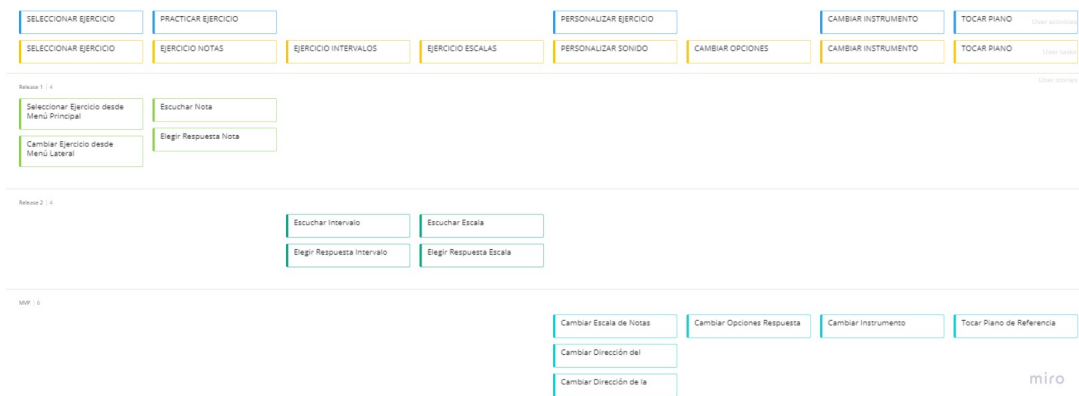 SELECCIONAR EJERCICIO
PRACTICAR EJERCICIO
PERSONALIZAR EJERCICIO
CAMBIAR INSTRUMENTO
TOCAR PIANO
User activities
SELECCIONAR EJERCICIO
EJERCICIO NOTAS
EJERCICIO INTERVALOS
EJERCICIO ESCALAS
PERSONALIZAR SONIDO
CAMBIAR OPCIONES
CAMBIAR INSTRUMENTO
TOCAR PIANO
User tasks
User stories
Release 1 | 4
Seleccionar Ejercicio desde
Menú Principal
Escuchar Nota
Cambiar Ejercicio desde
Menú Lateral
Elegir Respuesta Nota
Release 2 | 4
Escuchar Intervalo
Escuchar Escala
Elegir Respuesta Intervalo
Elegir Respuesta Escala
MVP | 6
Cambiar Escala de Notas
Cambiar Opciones Respuesta
Cambiar Instrumento
Tocar Piano de Referencia
Cambiar Dirección del
Cambiar Dirección de la
miro